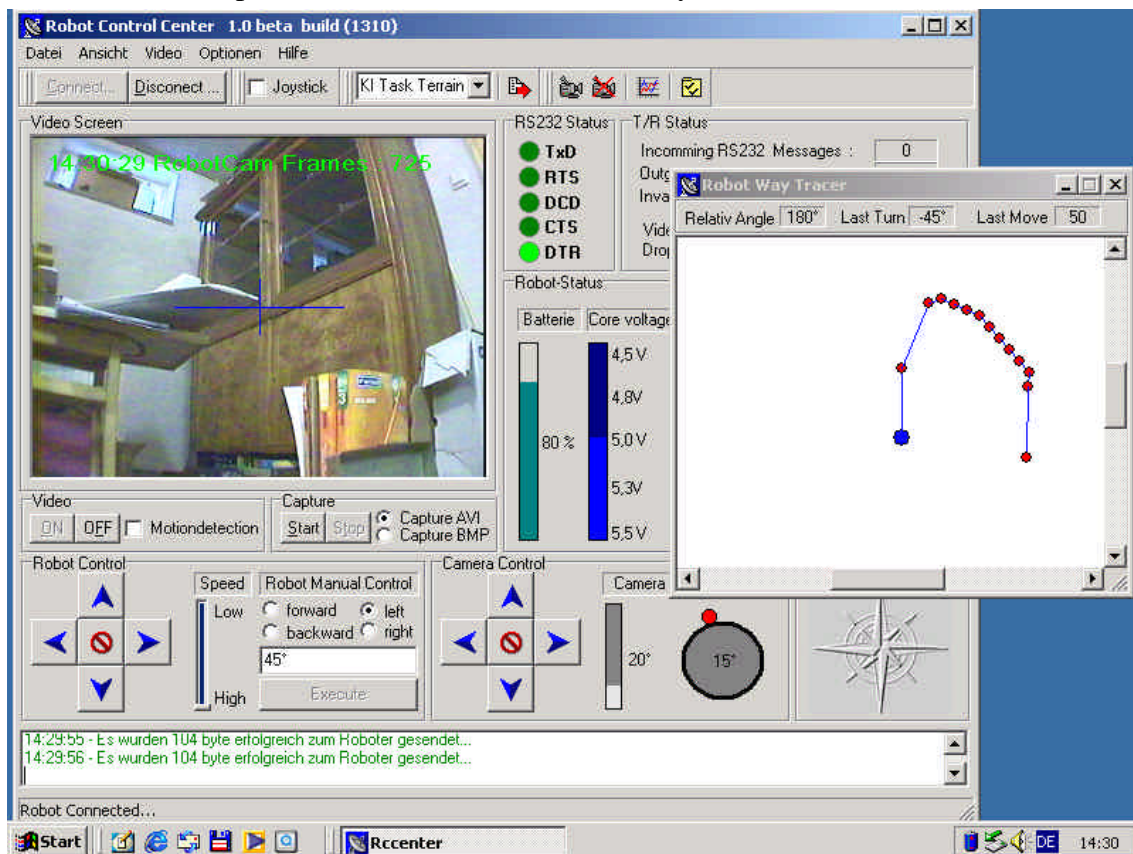 Robot Control Center 1.0 beta build (1310)
Datei Ansicht Video Optionen Hilfe
Connect... Disconect ... Joystick KI Task Terrain
Video Screen
14:30:29 RobotCam Frames : 725
RS232 Status
TxD
RTS
DCD
CTS
DTR
T/R Status
Incomming RS232 Messages : 0
Outg
Inva
Vide
Drop
Robot Way Tracer
Relativ Angle 180° Last Turn -45° Last Move 50
Robot-Status
Batterie Core voltage
80 %
4,5 V
4,8V
5,0 V
5,3V
5,5 V
Video
ON OFF Motiondetection
Capture
Start Stop Capture AVI
Capture BMP
Robot Control
Speed
Low
High
Robot Manual Control
forward left
backward right
45°
Execute
Camera Control
Camera
20°
15°
14:29:55 - Es wurden 104 byte erfolgreich zum Roboter gesendet...
14:29:56 - Es wurden 104 byte erfolgreich zum Roboter gesendet...
Robot Connected...
Start Rccenter DE 14:30